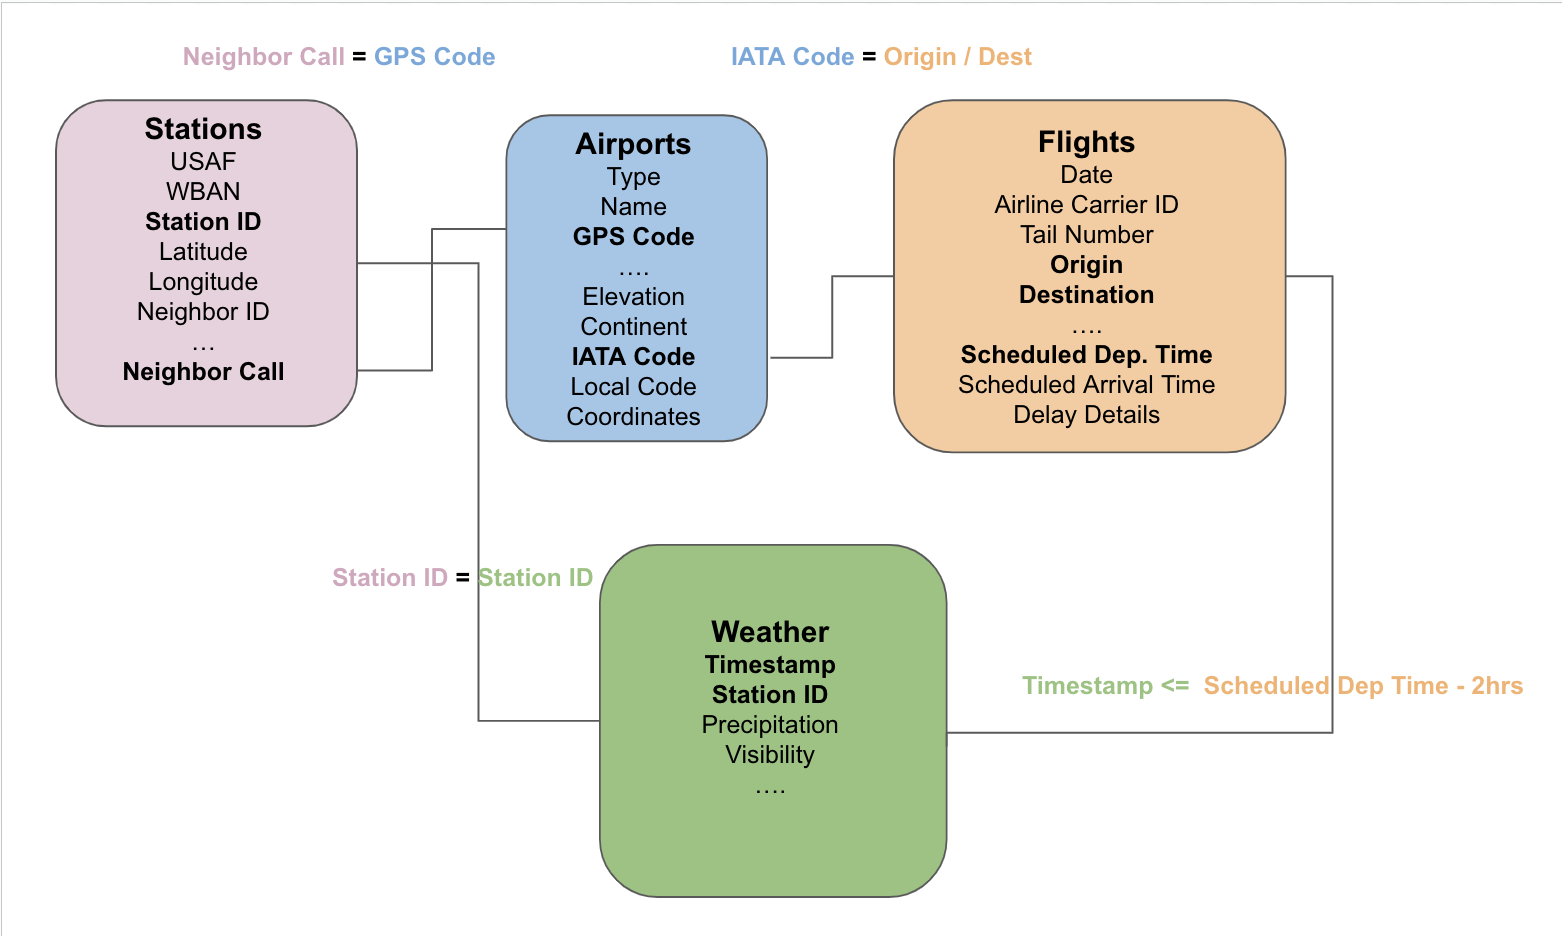 Neighbor Call = GPS Code
IATA Code = Origin / Dest
Stations
USAF
WBAN
Station ID
Latitude
Longitude
Neighbor ID
...
Neighbor Call
Airports
Type
Name
GPS Code
....
Elevation
Continent
IATA Code
Local Code
Coordinates
Flights
Date
Airline Carrier ID
Tail Number
Origin
Destination
....
Scheduled Dep. Time
Scheduled Arrival Time
Delay Details
Station ID = Station ID
Weather
Timestamp
Station ID
Precipitation
Visibility
....
Timestamp <= Scheduled Dep Time - 2hrs